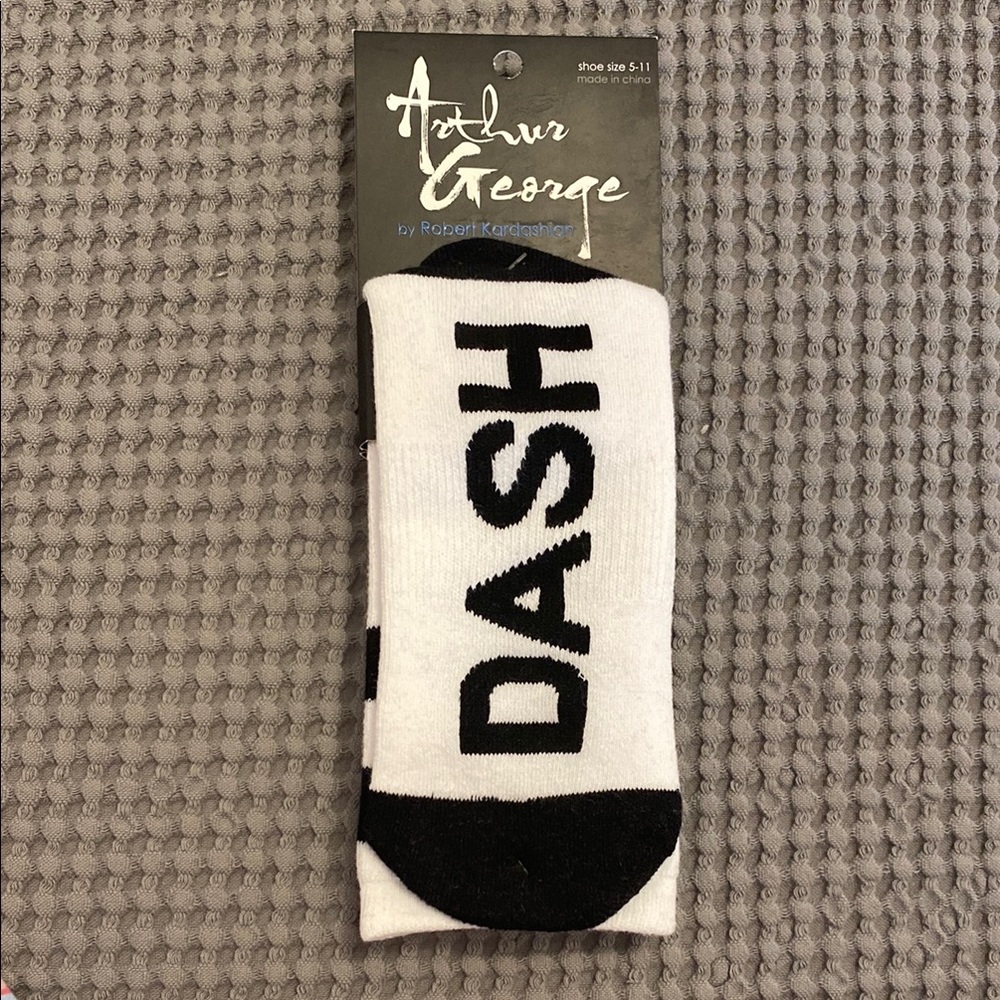 shoe size 5-11
made in china
Arthur
George
by Robert Kardashian
DASH